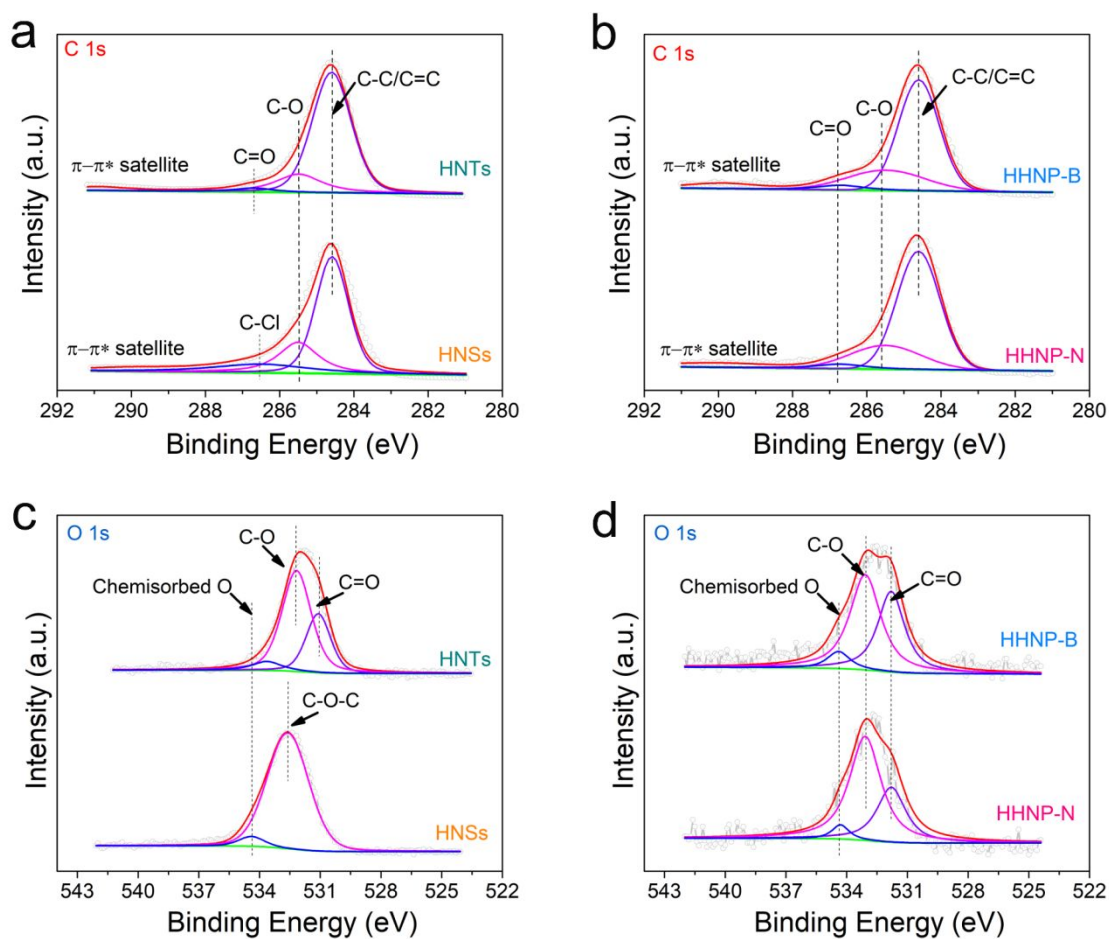 a
C 1s
C-C/C=C
C-O
C=O
π−π* satellite
HNTs
C-Cl
π−π* satellite
HNSs
Intensity (a.u.)
292 290 288 286 284 282 280
Binding Energy (eV)
b
C 1s
C-C/C=C
C-O
C=O
π−π* satellite
HHNP-B
π−π* satellite
HHNP-N
Intensity (a.u.)
292 290 288 286 284 282 280
Binding Energy (eV)
c
O 1s
C-O
C=O
Chemisorbed O
HNTs
C-O-C
HNSs
Intensity (a.u.)
543 540 537 534 531 528 525 522
Binding Energy (eV)
d
O 1s
C-O
C=O
Chemisorbed O
HHNP-B
HHNP-N
Intensity (a.u.)
543 540 537 534 531 528 525 522
Binding Energy (eV)